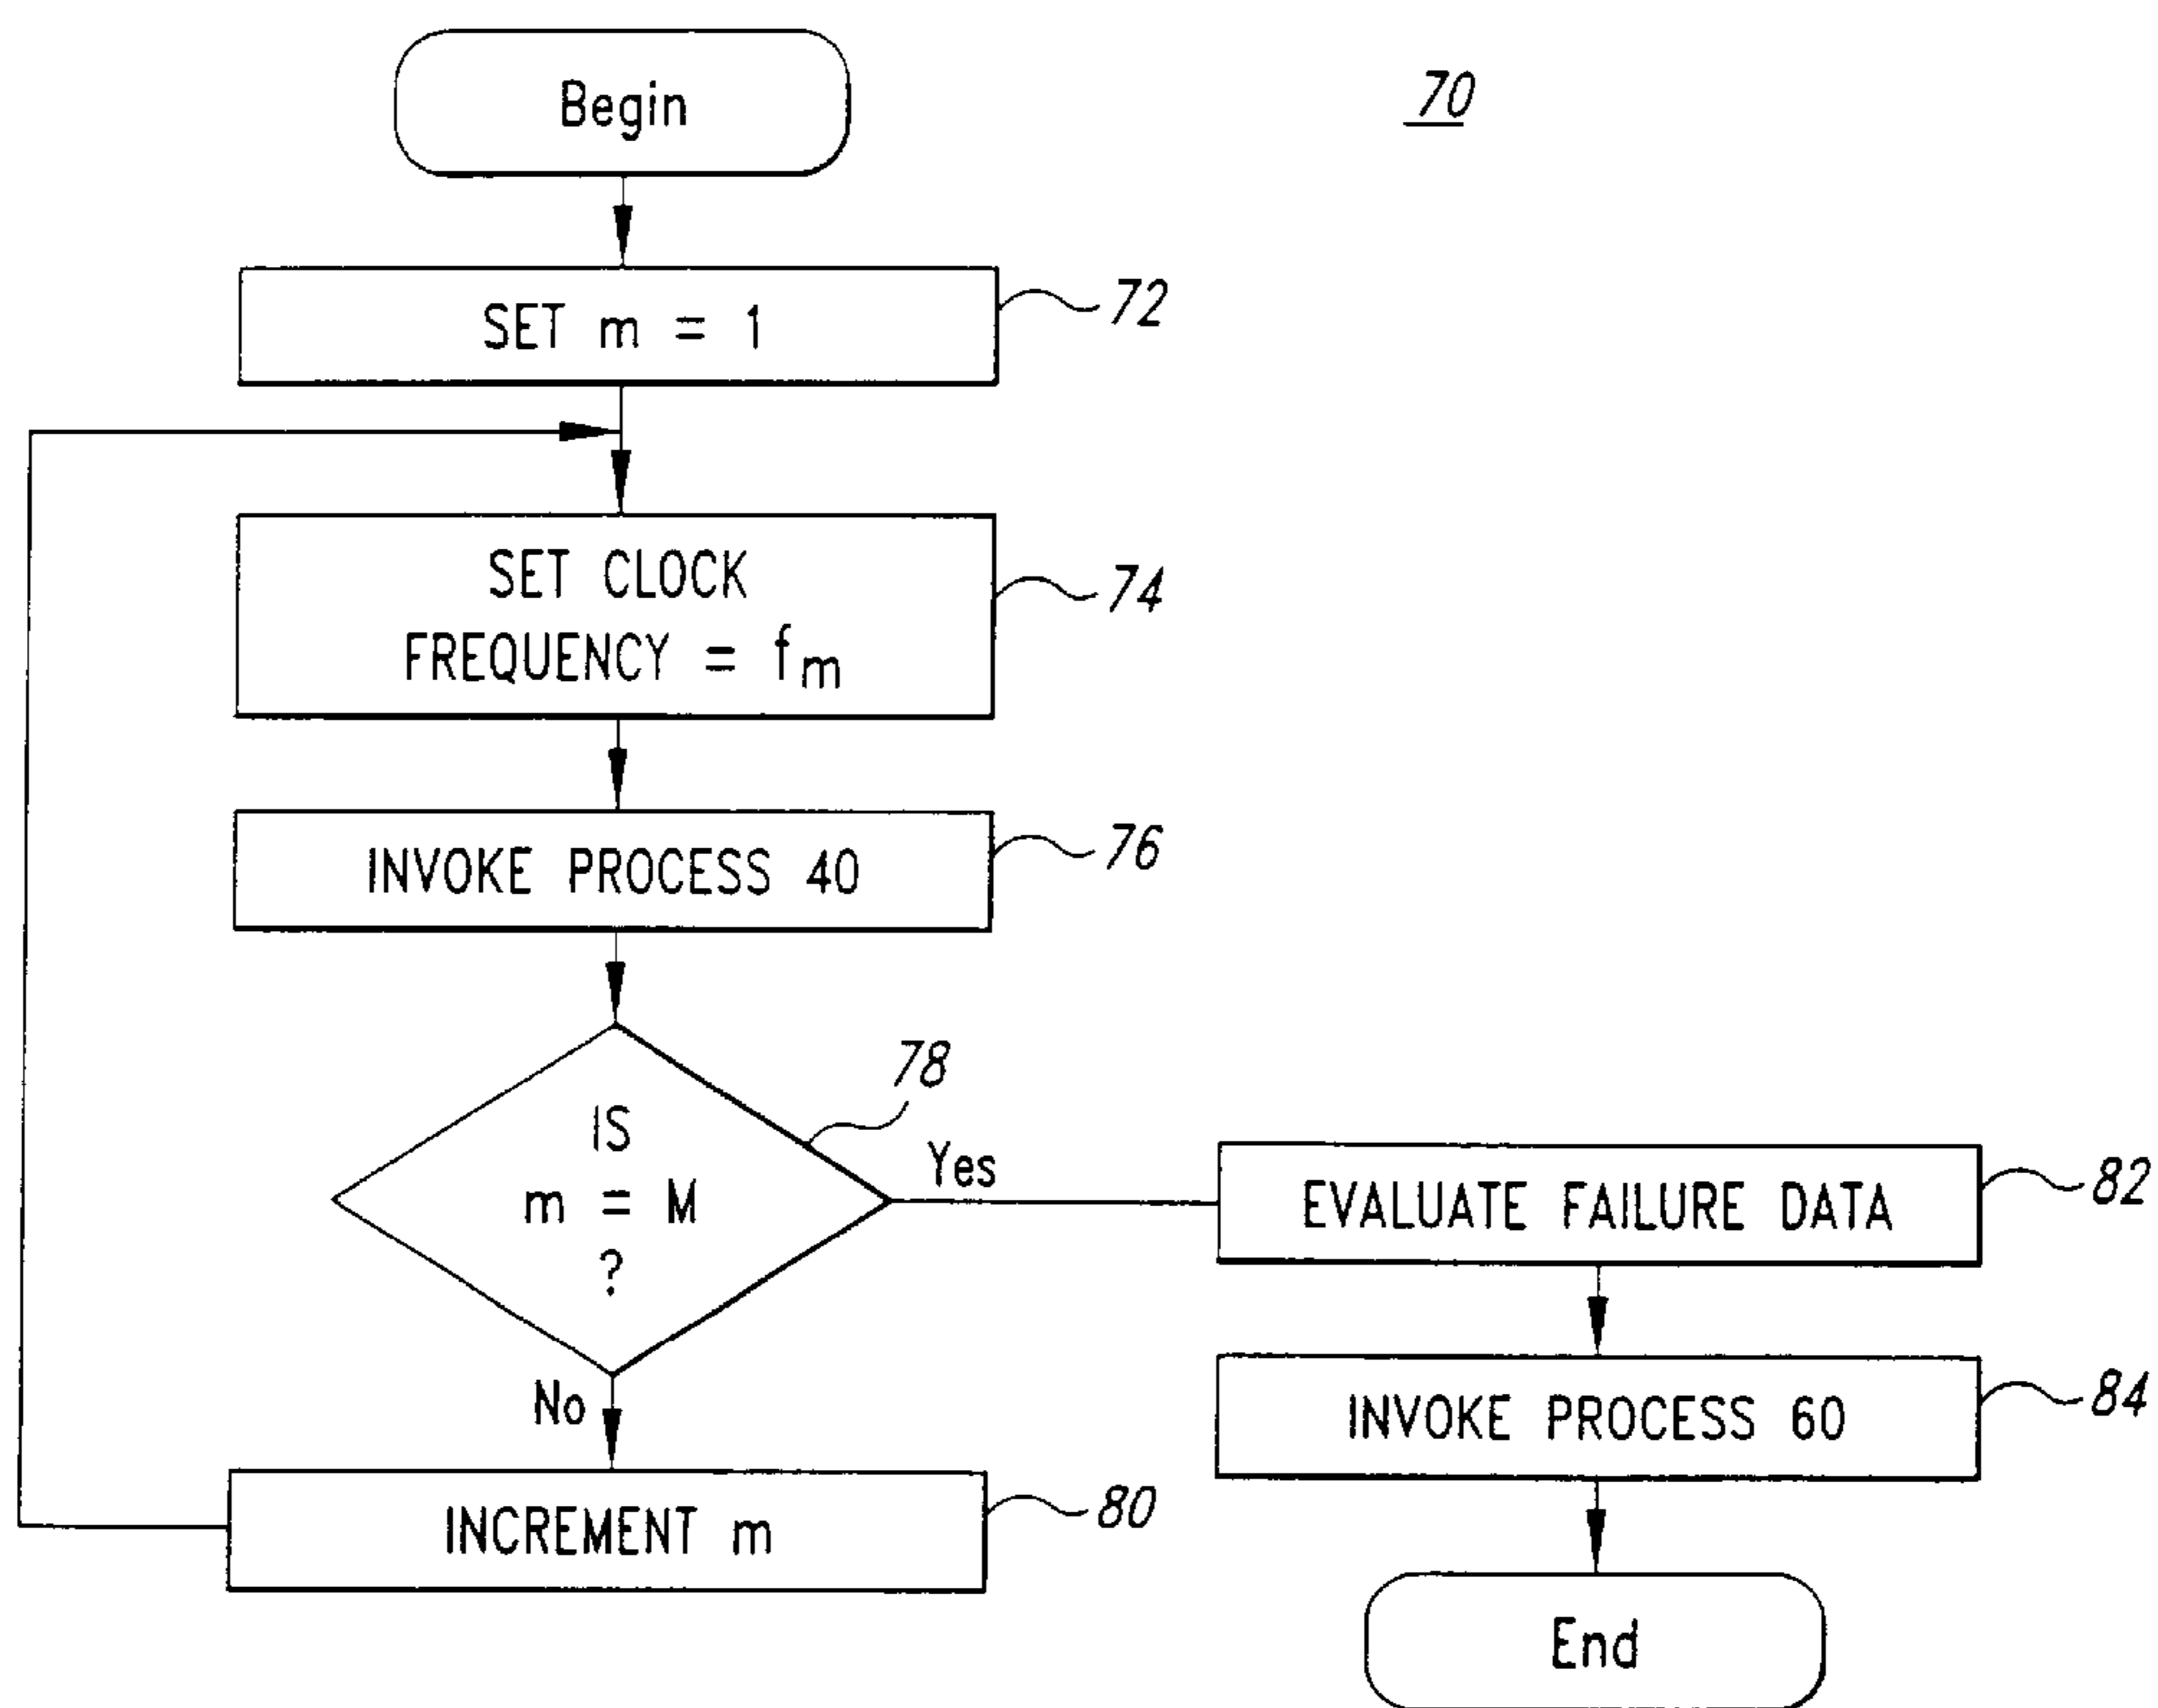 Begin
70
SET m = 1
72
SET CLOCK
FREQUENCY = fm
74
INVOKE PROCESS 40
76
IS
m = M
?
78
Yes
No
INCREMENT m
80
EVALUATE FAILURE DATA
82
INVOKE PROCESS 60
84
End